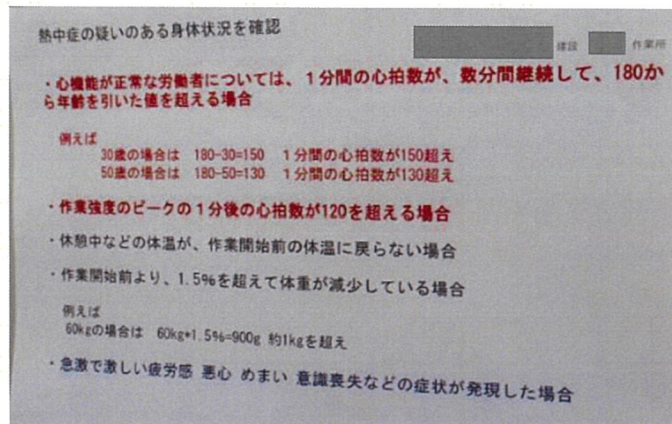 熱中症の疑いのある身体状況を確認
建設 作業所
・心機能が正常な労働者については、１分間の心拍数が、数分間継続して、180か
ら年齢を引いた値を超える場合
例えば
30歳の場合は 180-30=150 １分間の心拍数が150超え
50歳の場合は 180-50=130 １分間の心拍数が130超え
・作業強度のピークの１分後の心拍数が120を超える場合
・休憩中などの体温が、作業開始前の体温に戻らない場合
・作業開始前より、1.5%を超えて体重が減少している場合
例えば
60kgの場合は 60kg*1.5%=900g 約1kgを超え
・急激で激しい疲労感 悪心 めまい 意識喪失などの症状が発現した場合